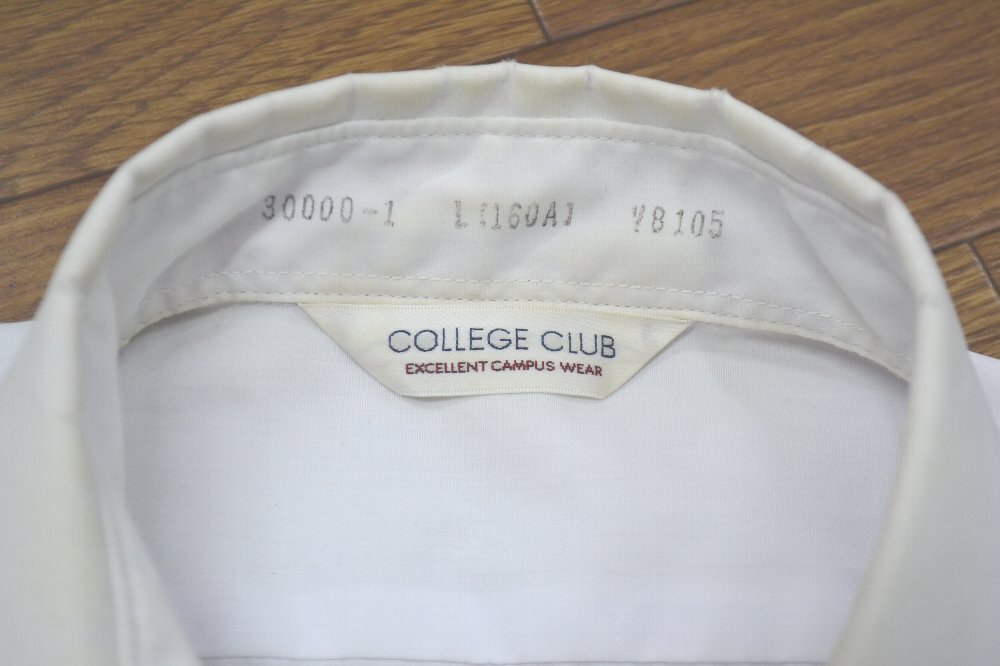 30000-1 L(160A) Y8105
COLLEGE CLUB
EXCELLENT CAMPUS WEAR